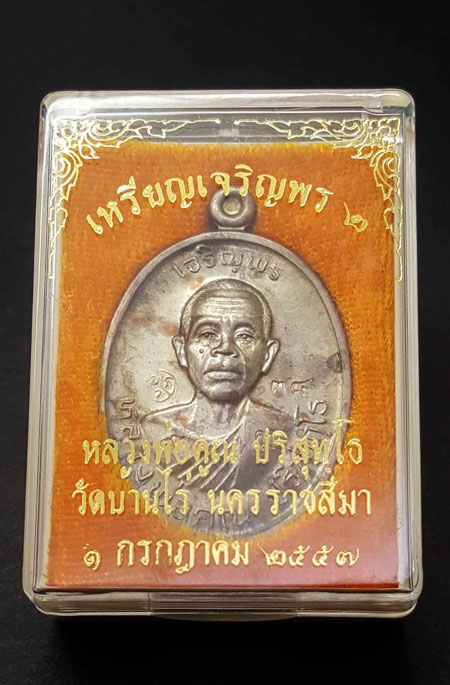 เหรียญเจริญพร ๒
เจริญพร
๓๔
หลวงพ่อคูณ ปริสุทฺโธ
วัดบ้านไร่ นครราชสีมา
๑ กรกฎาคม ๒๕๕๗